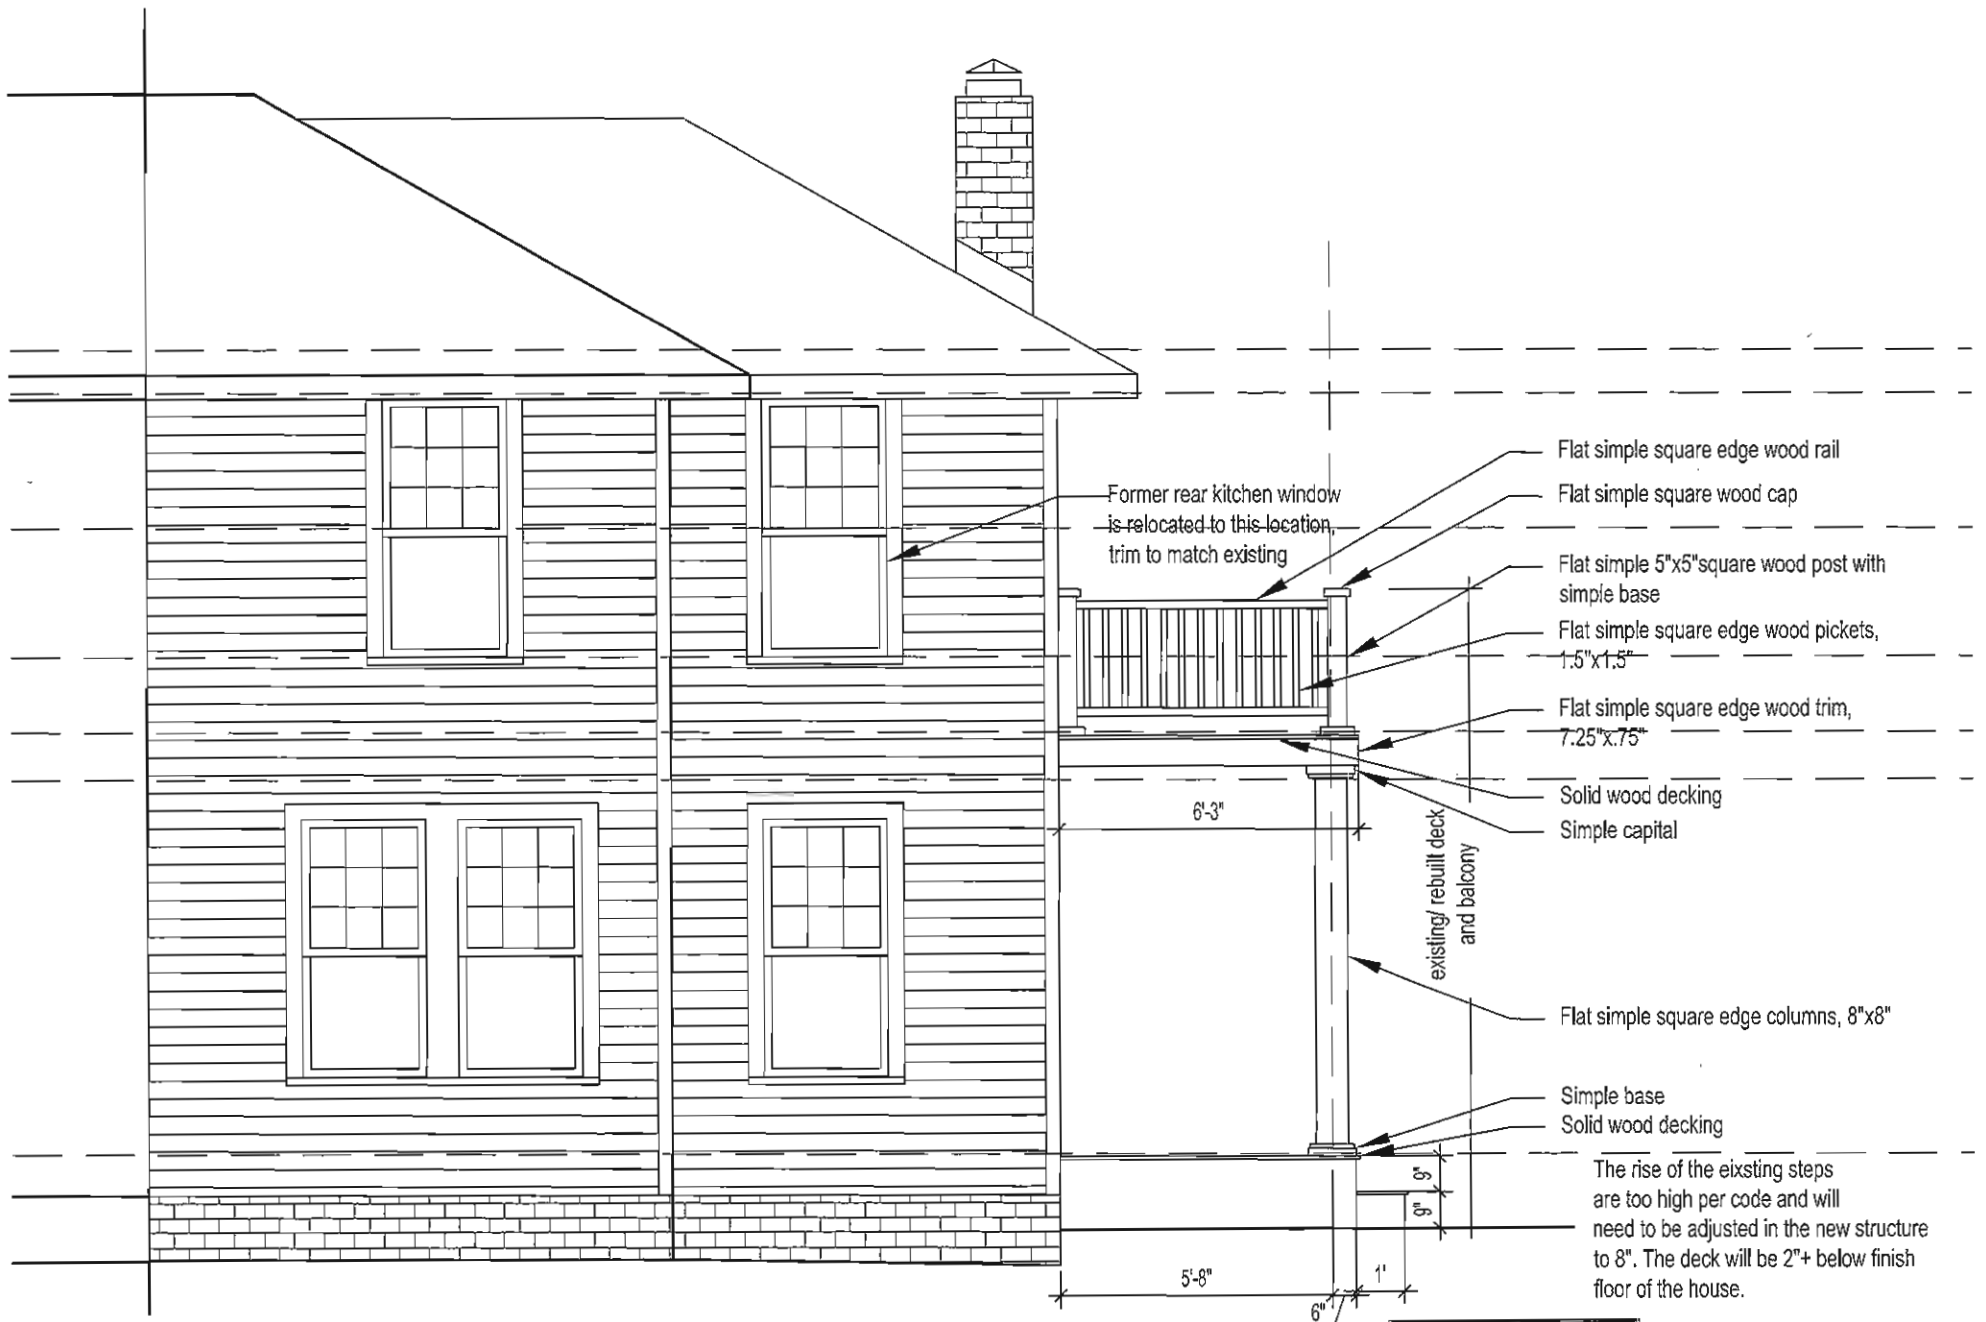 Flat simple square edge wood rail
Flat simple square wood cap
Former rear kitchen window
is relocated to this location,
trim to match existing
Flat simple 5"x5"square wood post with
simple base
Flat simple square edge wood pickets,
1.5"x1.5"
Flat simple square edge wood trim,
7.25"x.75"
Solid wood decking
Simple capital
6'-3"
existing/ rebuilt deck
and balcony
Flat simple square edge columns, 8"x8"
Simple base
Solid wood decking
9"
9"
The rise of the eixsting steps
are too high per code and will
need to be adjusted in the new structure
to 8". The deck will be 2"+ below finish
floor of the house.
5'-8"
6"
1'